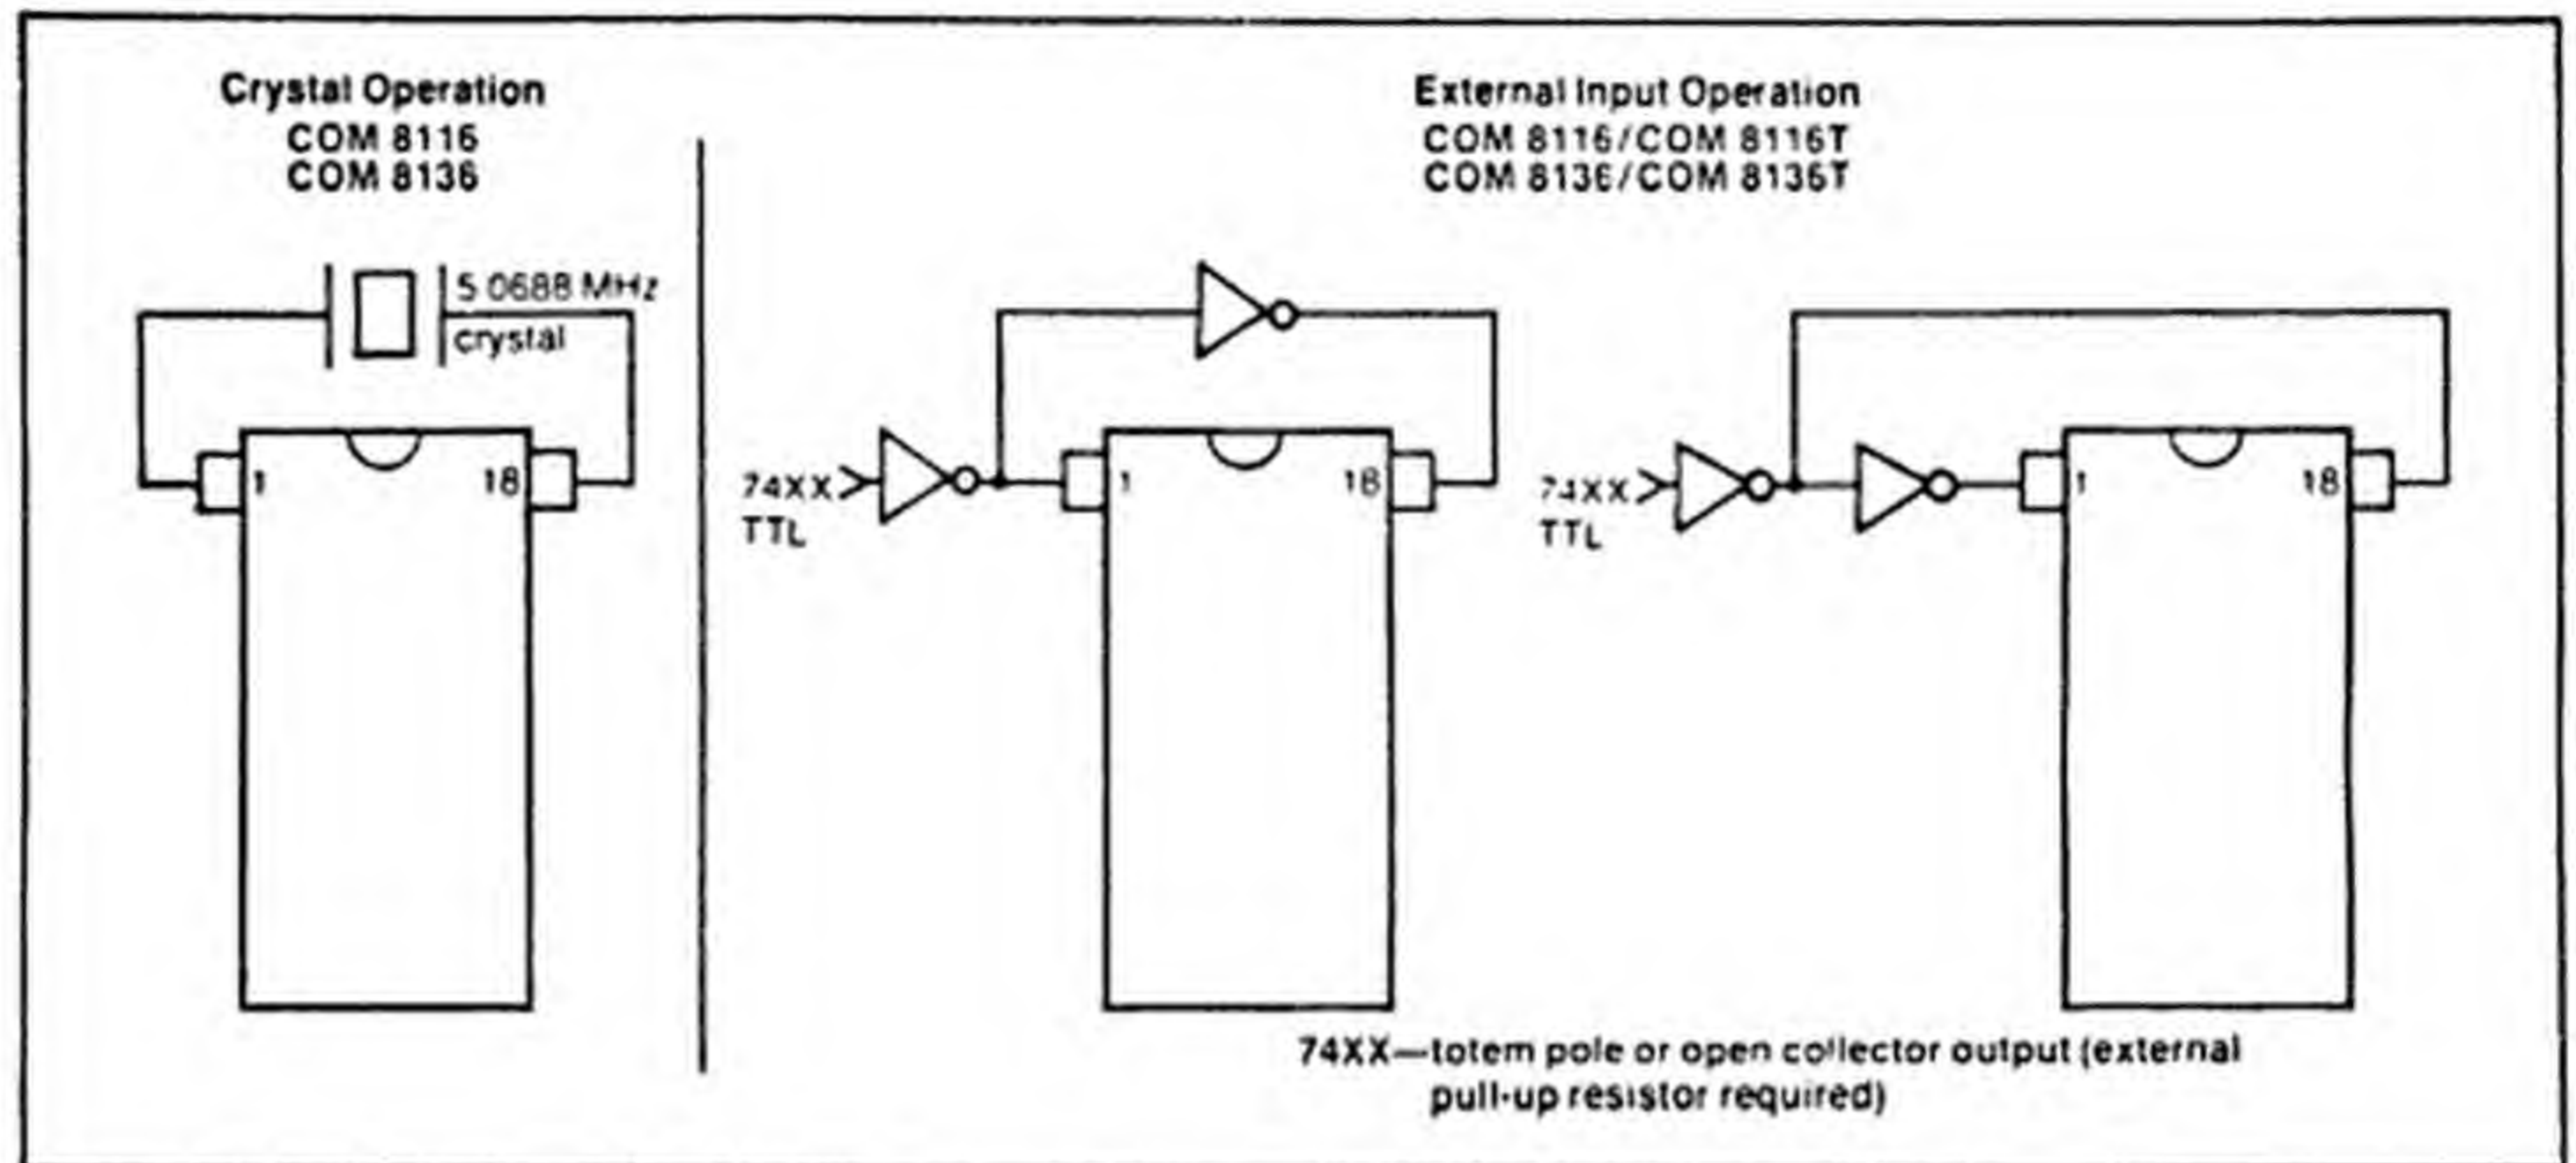 Crystal Operation
COM 8116
COM 8136
5.0688 MHz
crystal
1
18
External Input Operation
COM 8116/COM 8116T
COM 8136/COM 8136T
74XX
TTL
1
18
74XX
TTL
1
18
74XX—totem pole or open collector output (external
pull-up resistor required)